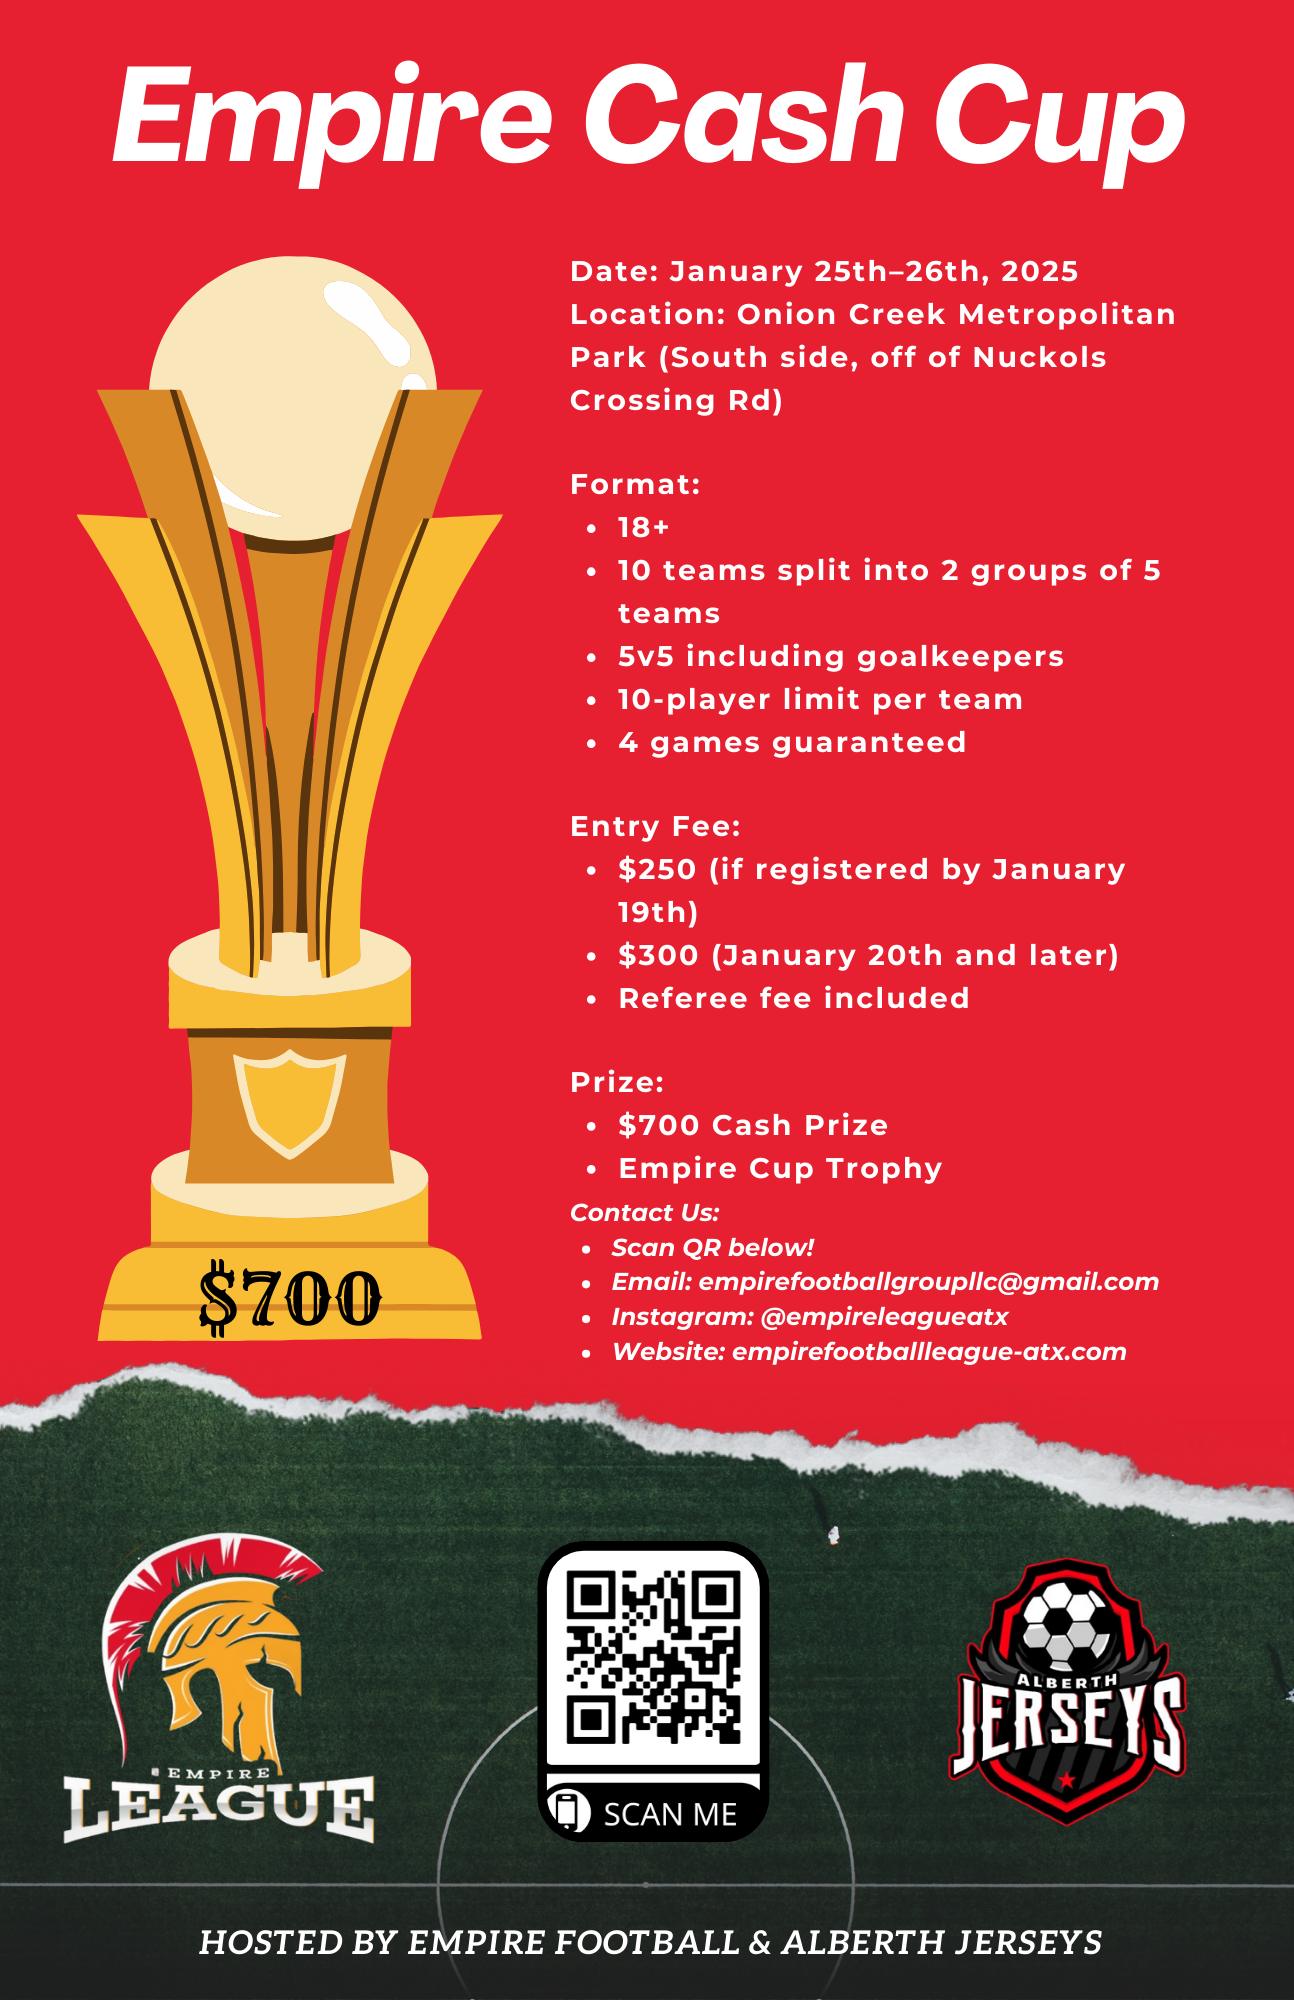 Empire Cash Cup
Date: January 25th–26th, 2025
Location: Onion Creek Metropolitan
Park (South side, off of Nuckols
Crossing Rd)
Format:
• 18+
• 10 teams split into 2 groups of 5
teams
• 5v5 including goalkeepers
• 10-player limit per team
• 4 games guaranteed
Entry Fee:
• $250 (if registered by January
19th)
• $300 (January 20th and later)
• Referee fee included
Prize:
• $700 Cash Prize
• Empire Cup Trophy
Contact Us:
• Scan QR below!
• Email: empirefootballgroupllc@gmail.com
• Instagram: @empireleagueatx
• Website: empirefootballleague-atx.com
$700
EMPIRE
LEAGUE
SCAN ME
ALBERTH
JERSEYS
HOSTED BY EMPIRE FOOTBALL & ALBERTH JERSEYS